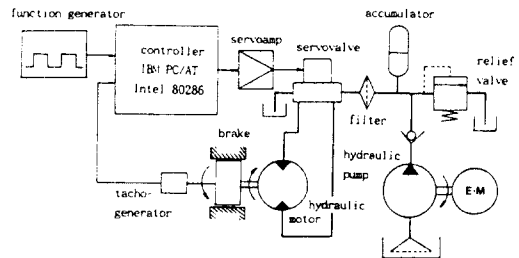 function generator
controller
IBM PC/AT
Intel 80286
servoamp
servovalve
accumulator
relief
valve
filter
brake
hydraulic
pump
tacho-
generator
hydraulic
motor
E·M